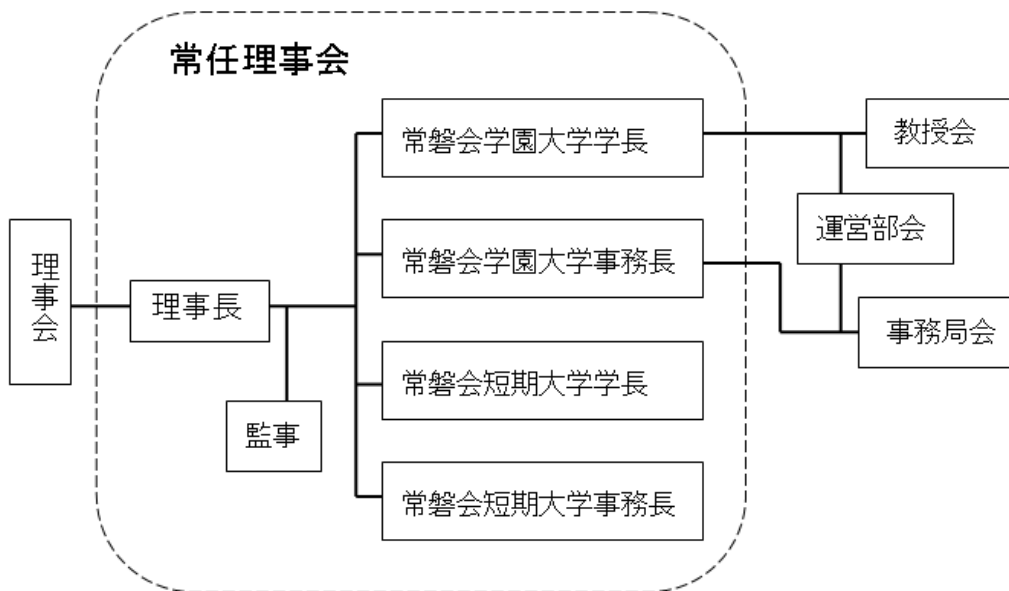 常任理事会
常磐会学園大学学長
教授会
運営部会
常磐会学園大学事務長
理事会
理事長
事務局会
常磐会短期大学学長
監事
常磐会短期大学事務長